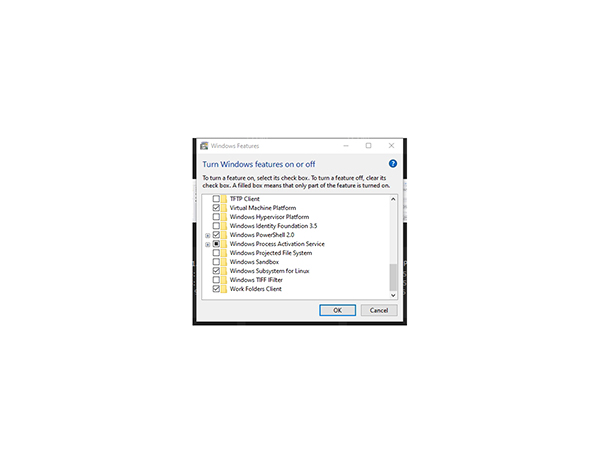 Windows Features
Turn Windows features on or off
To turn a feature on, select its check box. To turn a feature off, clear its
check box. A filled box means that only part of the feature is turned on.
TFTP Client
Virtual Machine Platform
Windows Hypervisor Platform
Windows Identity Foundation 3.5
Windows PowerShell 2.0
Windows Process Activation Service
Windows Projected File System
Windows Sandbox
Windows Subsystem for Linux
Windows TIFF IFilter
Work Folders Client
OK
Cancel